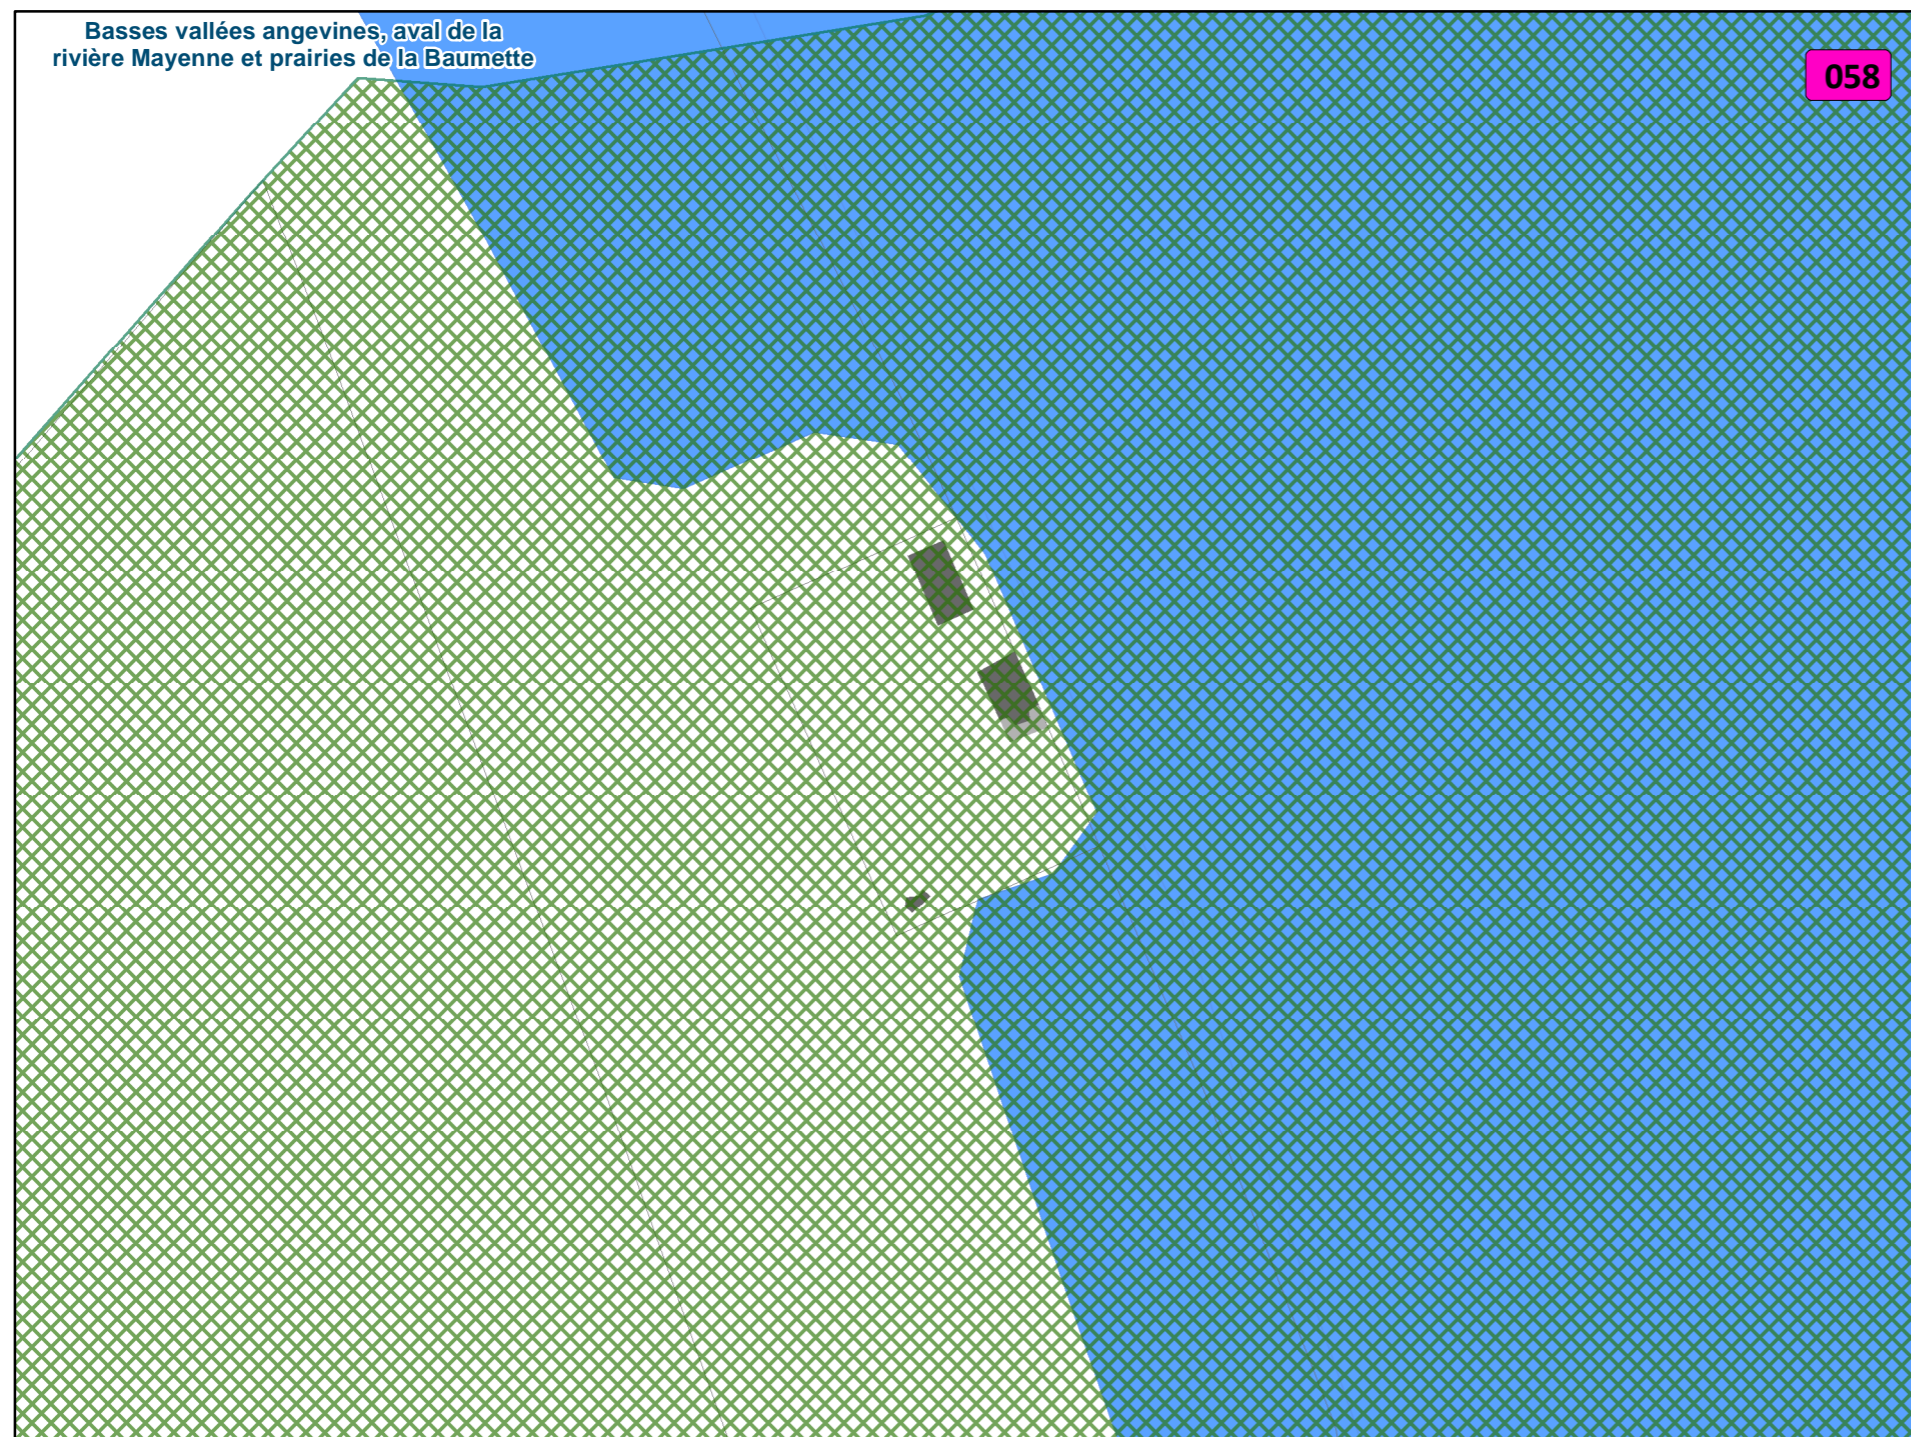 Basses vallées angevines, aval de la
rivière Mayenne et prairies de la Baumette
058